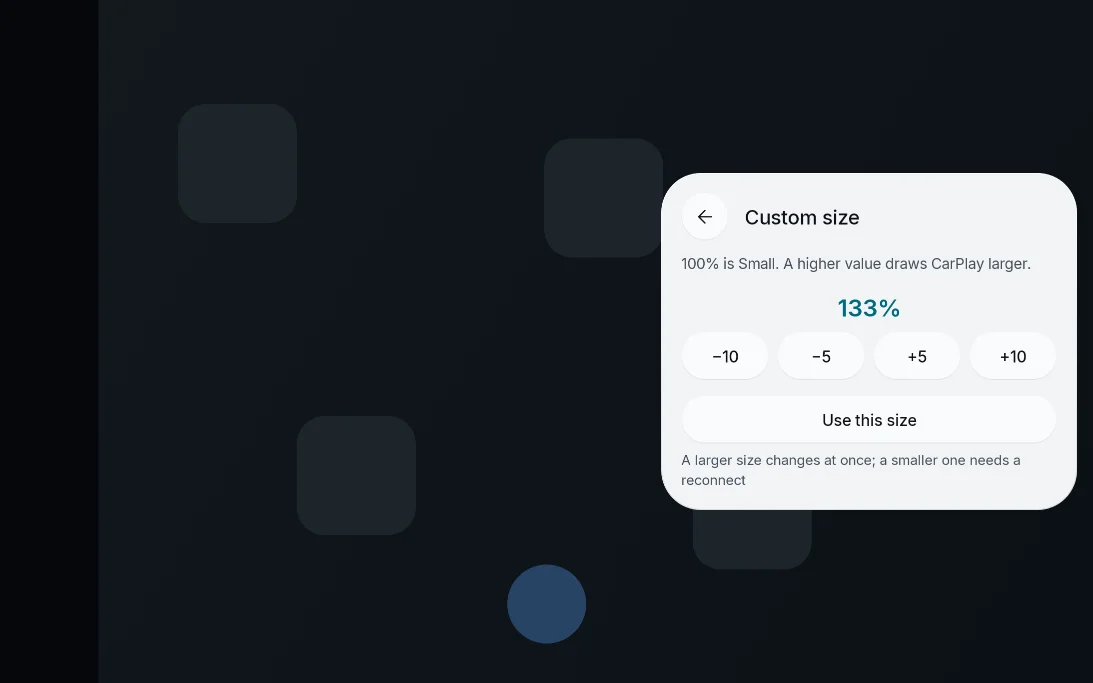 Custom size
100% is Small. A higher value draws CarPlay larger.
133%
−10 −5 +5 +10
Use this size
A larger size changes at once; a smaller one needs a
reconnect